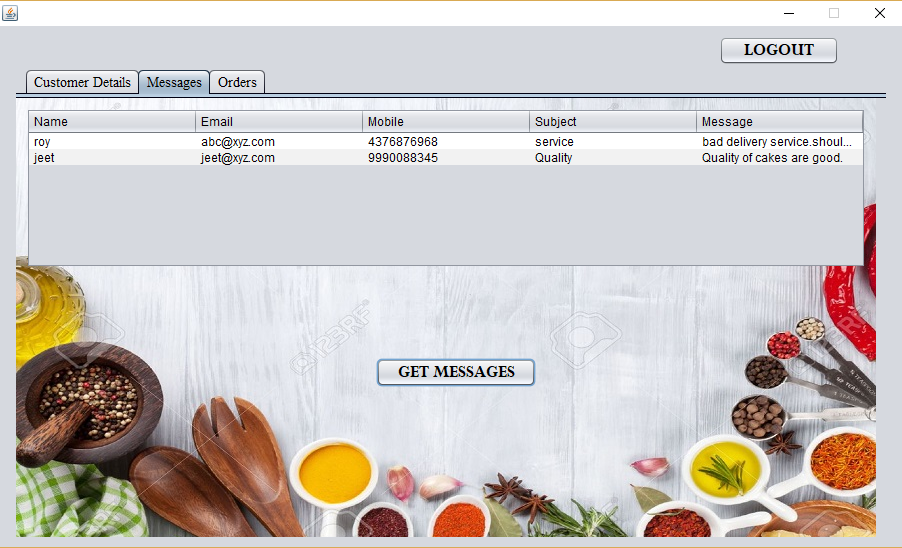 LOGOUT
Customer Details Messages Orders
Name Email Mobile Subject Message
roy abc@xyz.com 4376876968 service bad delivery service.shoul...
jeet jeet@xyz.com 9990088345 Quality Quality of cakes are good.
GET MESSAGES
123RF